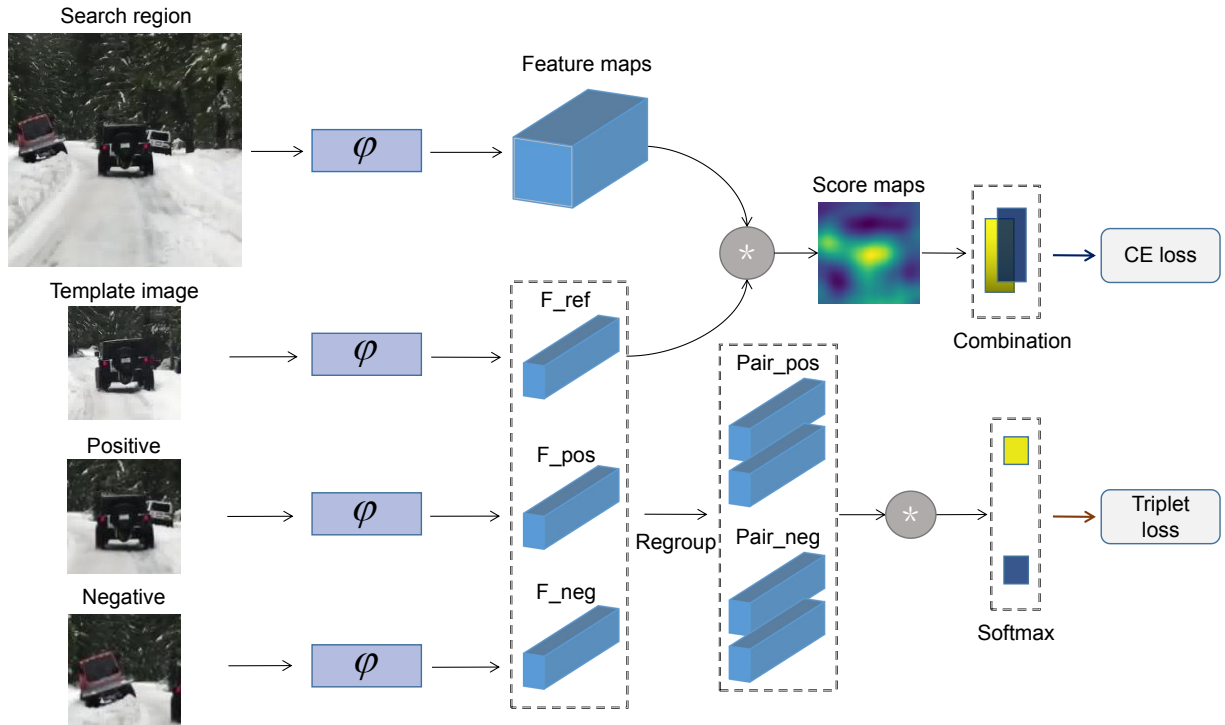 Search region
Feature maps
φ
Score maps
*
CE loss
Combination
Template image
φ
F_ref
Positive
φ
F_pos
Regroup
Pair_pos
Pair_neg
*
Triplet
loss
Softmax
Negative
φ
F_neg